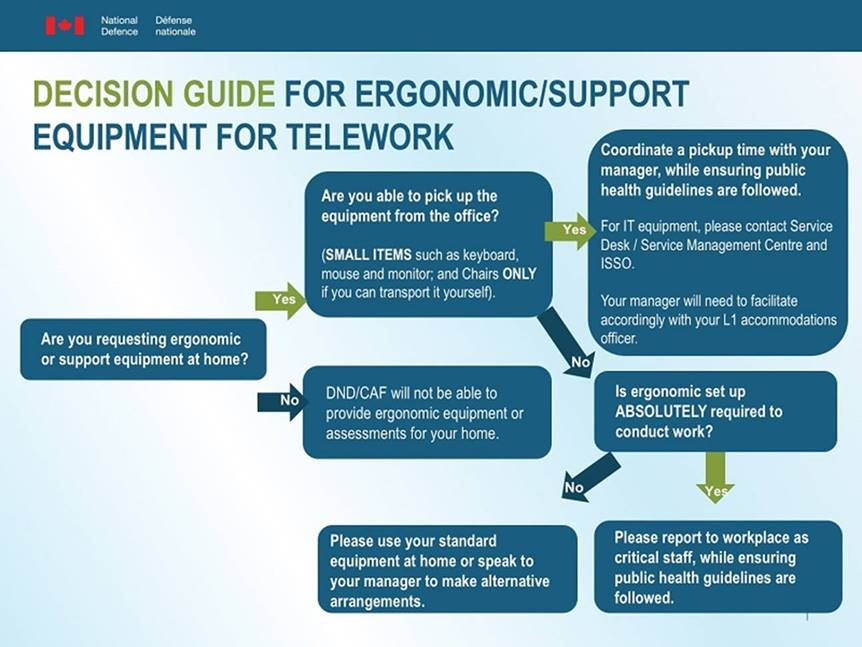 National
Defence
Défense
nationale
DECISION GUIDE FOR ERGONOMIC/SUPPORT
EQUIPMENT FOR TELEWORK
Are you requesting ergonomic
or support equipment at home?
Yes
Are you able to pick up the
equipment from the office?
(SMALL ITEMS such as keyboard,
mouse and monitor; and Chairs ONLY
if you can transport it yourself).
Yes
Coordinate a pickup time with your
manager, while ensuring public
health guidelines are followed.
For IT equipment, please contact Service
Desk / Service Management Centre and
ISSO.
Your manager will need to facilitate
accordingly with your L1 accommodations
officer.
No
DND/CAF will not be able to
provide ergonomic equipment or
assessments for your home.
No
Is ergonomic set up
ABSOLUTELY required to
conduct work?
No
Please use your standard
equipment at home or speak to
your manager to make alternative
arrangements.
Yes
Please report to workplace as
critical staff, while ensuring
public health guidelines are
followed.